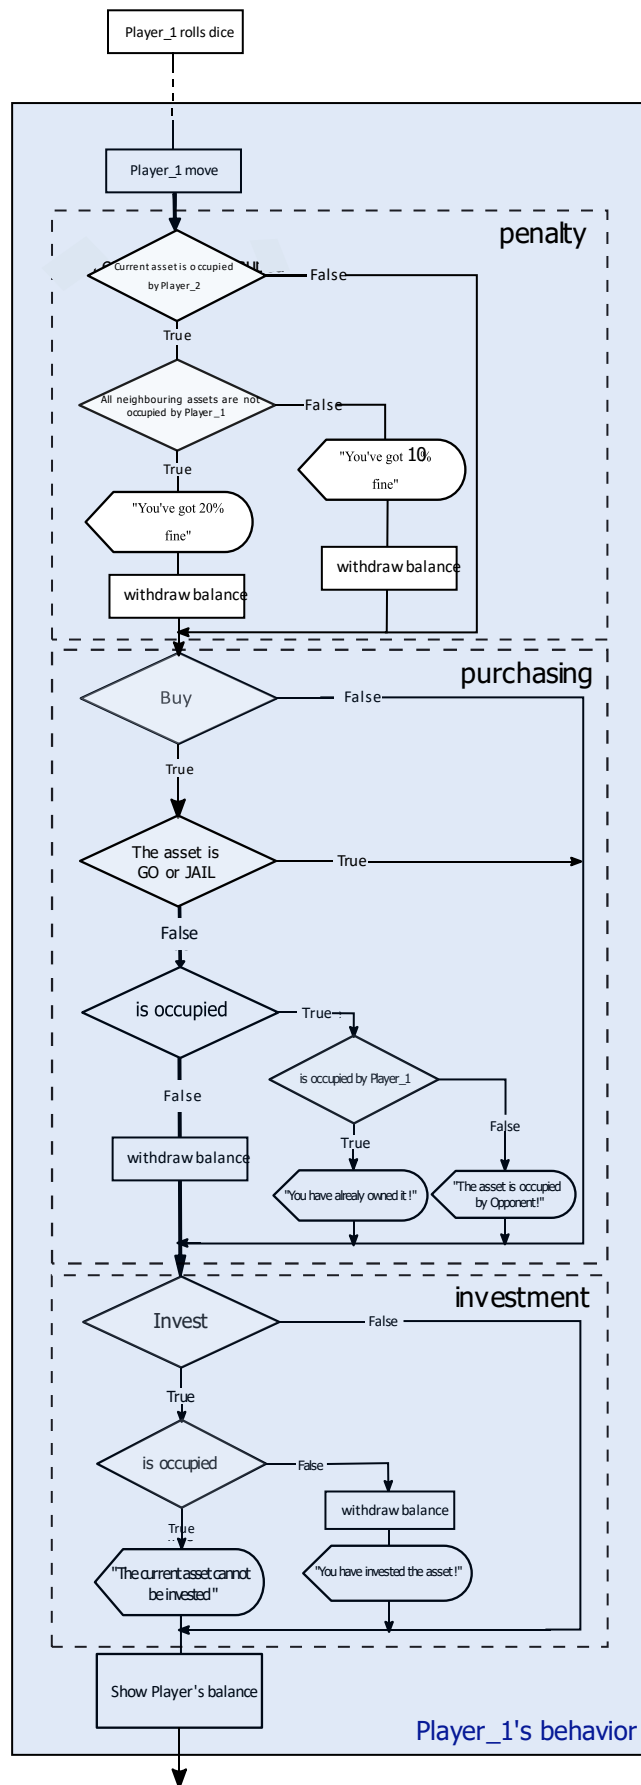 Player_1 rolls dice
Player_1 move
penalty
Current asset is occupied
by Player_2
False
True
All neighbouring assets are not
occupied by Player_1
False
True
"You've got 10%
fine"
"You've got 20%
fine"
withdraw balance
withdraw balance
purchasing
Buy
False
True
The asset is
GO or JAIL
True
False
is occupied
True
is occupied by Player_1
False
False
True
withdraw balance
"You have alrealy owned it !"
"The asset is occupied
by Opponent!"
investment
Invest
False
True
is occupied
False
withdraw balance
True
"The current asset cannot
be invested"
"You have invested the asset !"
Show Player's balance
Player_1's behavior